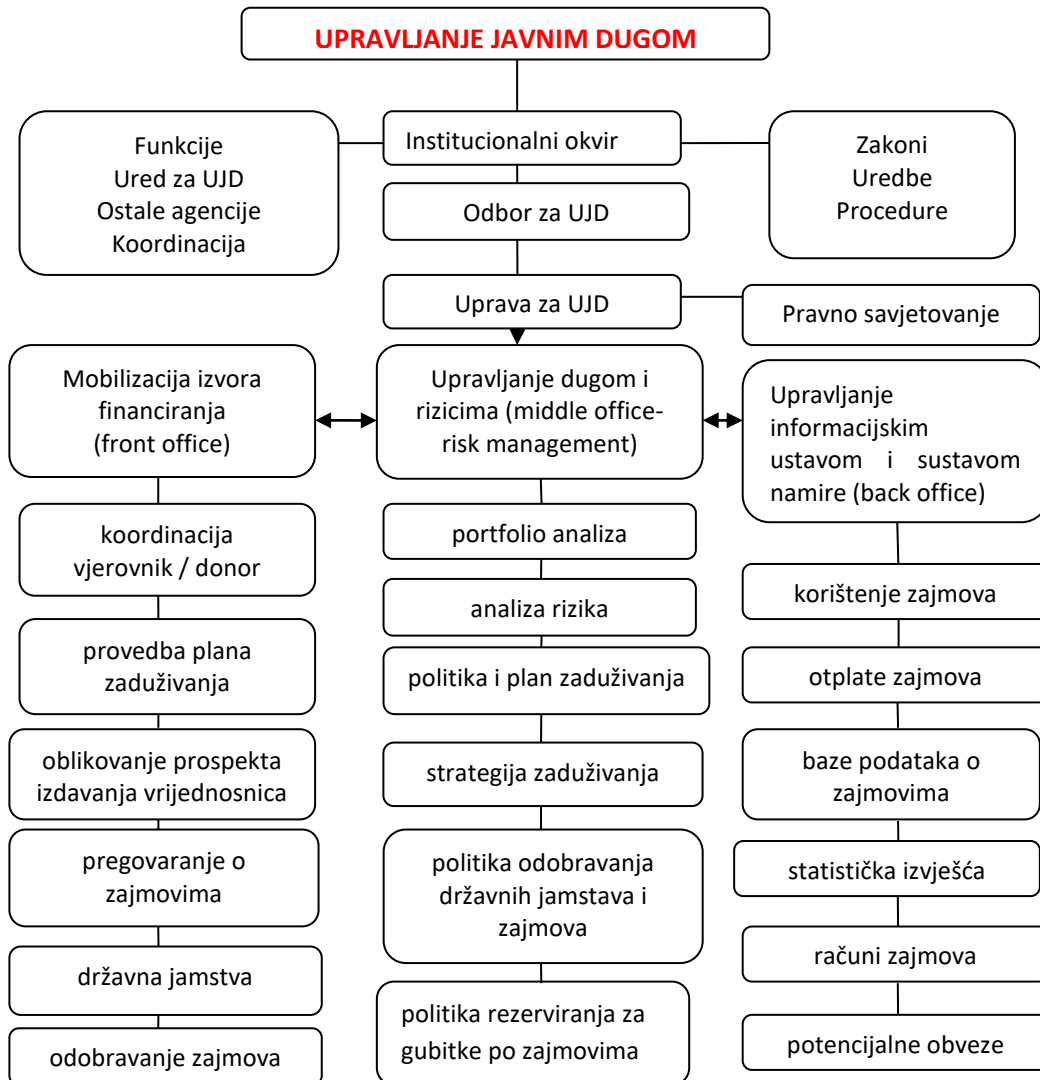 UPRAVLJANJE JAVNIM DUGOM
Funkcije
Ured za UJD
Ostale agencije
Koordinacija
Institucionalni okvir
Zakoni
Uredbe
Procedure
Odbor za UJD
Uprava za UJD
Pravno savjetovanje
Mobilizacija izvora
financiranja
(front office)
Upravljanje dugom i
rizicima (middle office-
risk management)
Upravljanje
informacijskim
ustavom i sustavom
namire (back office)
koordinacija
vjerovnik / donor
provedba plana
zaduživanja
oblikovanje prospekta
izdavanja vrijednosnica
pregovaranje o
zajmovima
državna jamstva
odobravanje zajmova
portfolio analiza
analiza rizika
politika i plan zaduživanja
strategija zaduživanja
politika odobravanja
državnih jamstava i
zajmova
politika rezerviranja za
gubitke po zajmovima
korištenje zajmova
otplate zajmova
baze podataka o
zajmovima
statistička izvješća
računi zajmova
potencijalne obveze